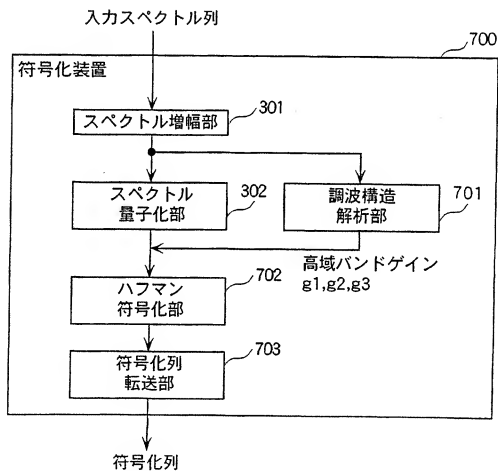 入力スペクトル列
700
符号化装置
301
スペクトル増幅部
スペクトル
量子化部
302
調波構造
解析部
701
高域バンドゲイン
g1,g2,g3
ハフマン
符号化部
702
符号化列
転送部
703
符号化列